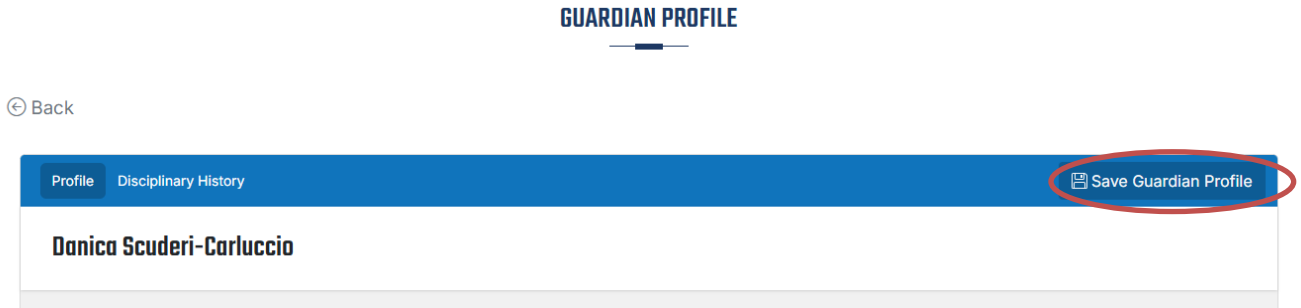 GUARDIAN PROFILE
Back
Profile Disciplinary History Save Guardian Profile
Danica Scuderi-Carluccio